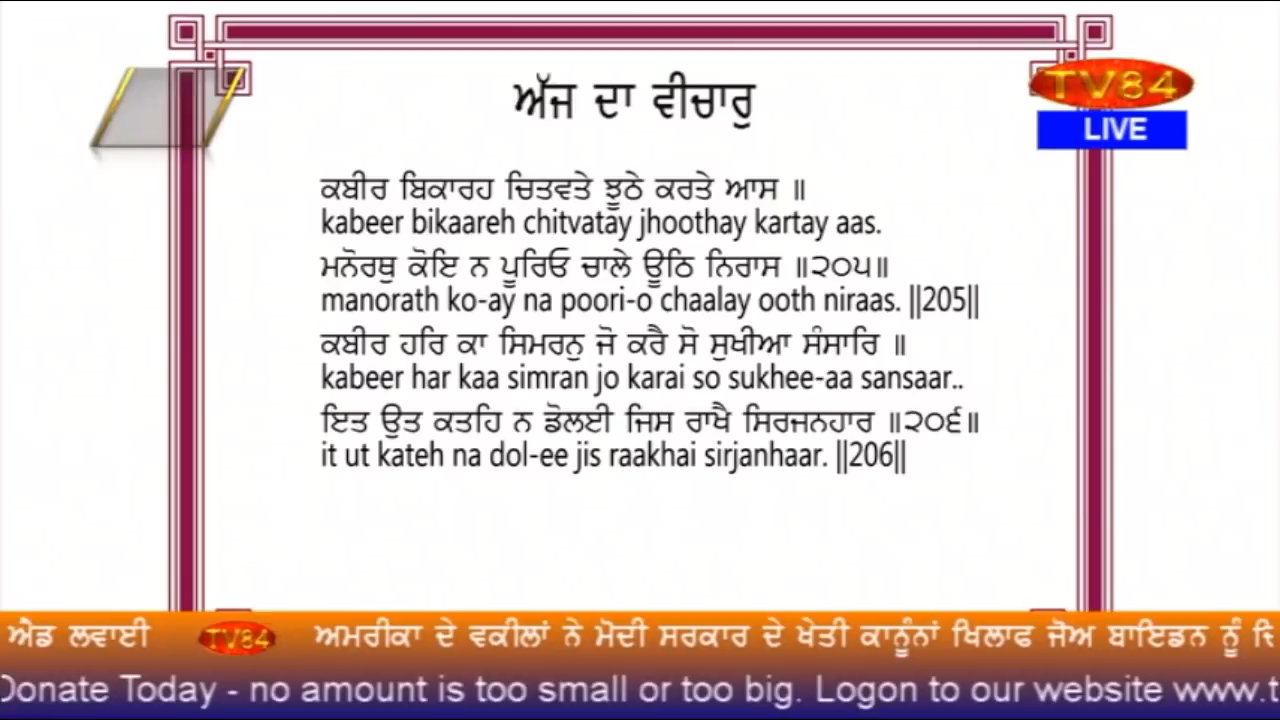 ਅੱਜ ਦਾ ਵੀਚਾਰੁ
TV84
LIVE
ਕਬੀਰ ਬਿਕਾਰਹ ਚਿਤਵਤੇ ਝੂਠੇ ਕਰਤੇ ਆਸ ॥
kabeer bikaareh chitvatay jhoothay kartay aas.
ਮਨੋਰਥੁ ਕੋਇ ਨ ਪੂਰਿਓ ਚਾਲੇ ਊਠਿ ਨਿਰਾਸ ॥੨੦੫॥
manorath ko-ay na poori-o chaalay ooth niraas. ||205||
ਕਬੀਰ ਹਰਿ ਕਾ ਸਿਮਰਨੁ ਜੋ ਕਰੈ ਸੋ ਸੁਖੀਆ ਸੰਸਾਰਿ ॥
kabeer har kaa simran jo karai so sukhee-aa sansaar..
ਇਤ ਉਤ ਕਤਹਿ ਨ ਡੋਲਈ ਜਿਸ ਰਾਖੈ ਸਿਰਜਨਹਾਰ ॥੨੦੬॥
it ut kateh na dol-ee jis raakhai sirjanhaar. ||206||
ਐਡ ਲਵਾਈ TV84 ਅਮਰੀਕਾ ਦੇ ਵਕੀਲਾਂ ਨੇ ਮੋਦੀ ਸਰਕਾਰ ਦੇ ਖੇਤੀ ਕਾਨੂੰਨਾਂ ਖਿਲਾਫ ਜੋਅ ਬਾਇਡਨ ਨੂੰ
Donate Today - no amount is too small or too big. Logon to our website www.t